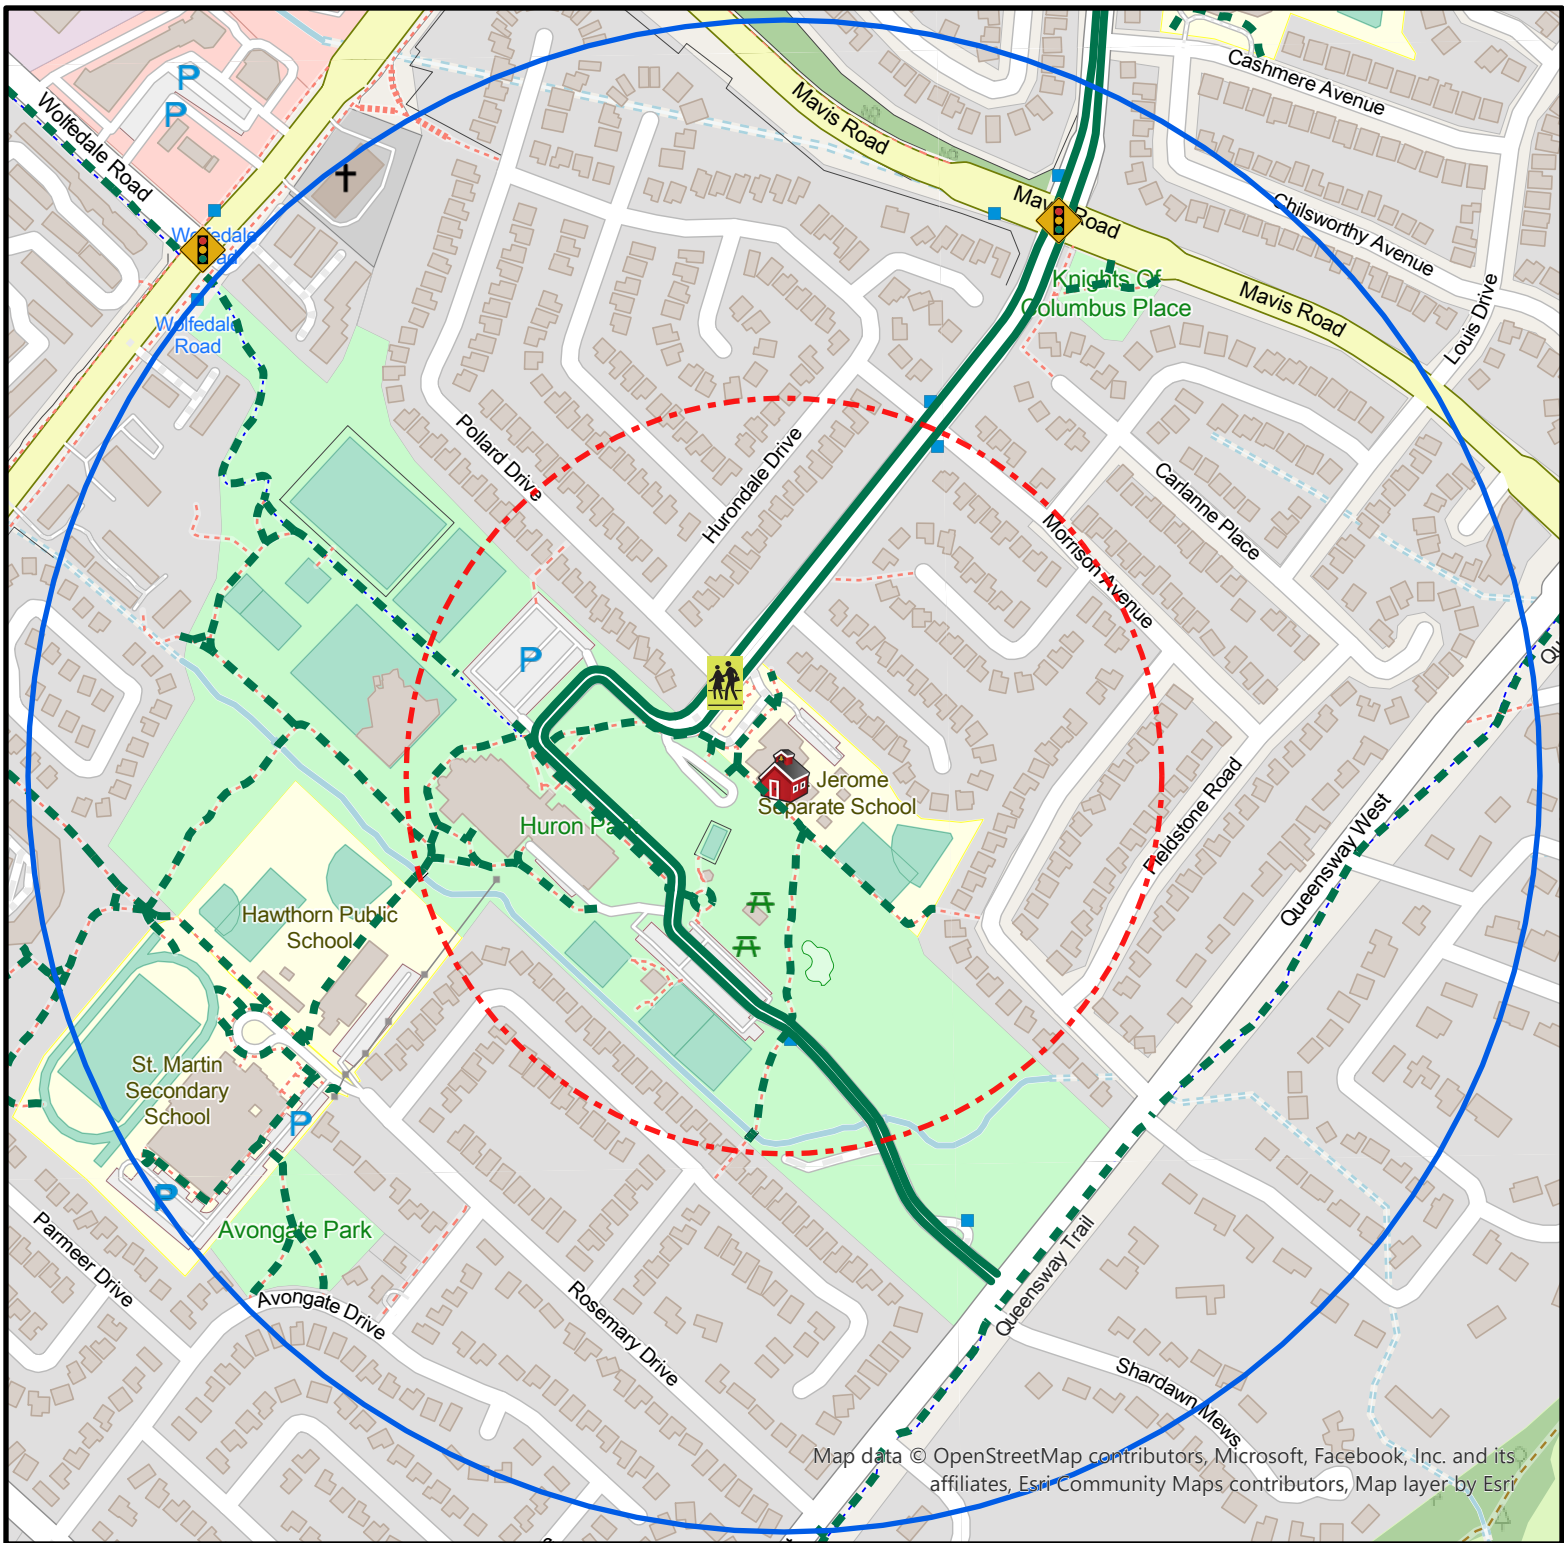 P
P
Wolfedale Road
Mavis Road
Cashmere Avenue
Mavis Road
Chilsworthy Avenue
Wolfedale
Road
Knights Of
Columbus Place
Mavis Road
Louis Drive
Wolfedale
Road
Pollard Drive
Hurondale Drive
Carlanne Place
Morrison Avenue
P
Jerome
Separate School
Huron Park
Fieldstone Road
Queensway West
Hawthorn Public
School
St. Martin
Secondary
School
P
P
Avongate Park
Parmeer Drive
Avongate Drive
Rosemary Drive
Queensway Trail
Shardawn Mews
Map data © OpenStreetMap contributors, Microsoft, Facebook, Inc. and its
affiliates, Esri Community Maps contributors, Map layer by Esri